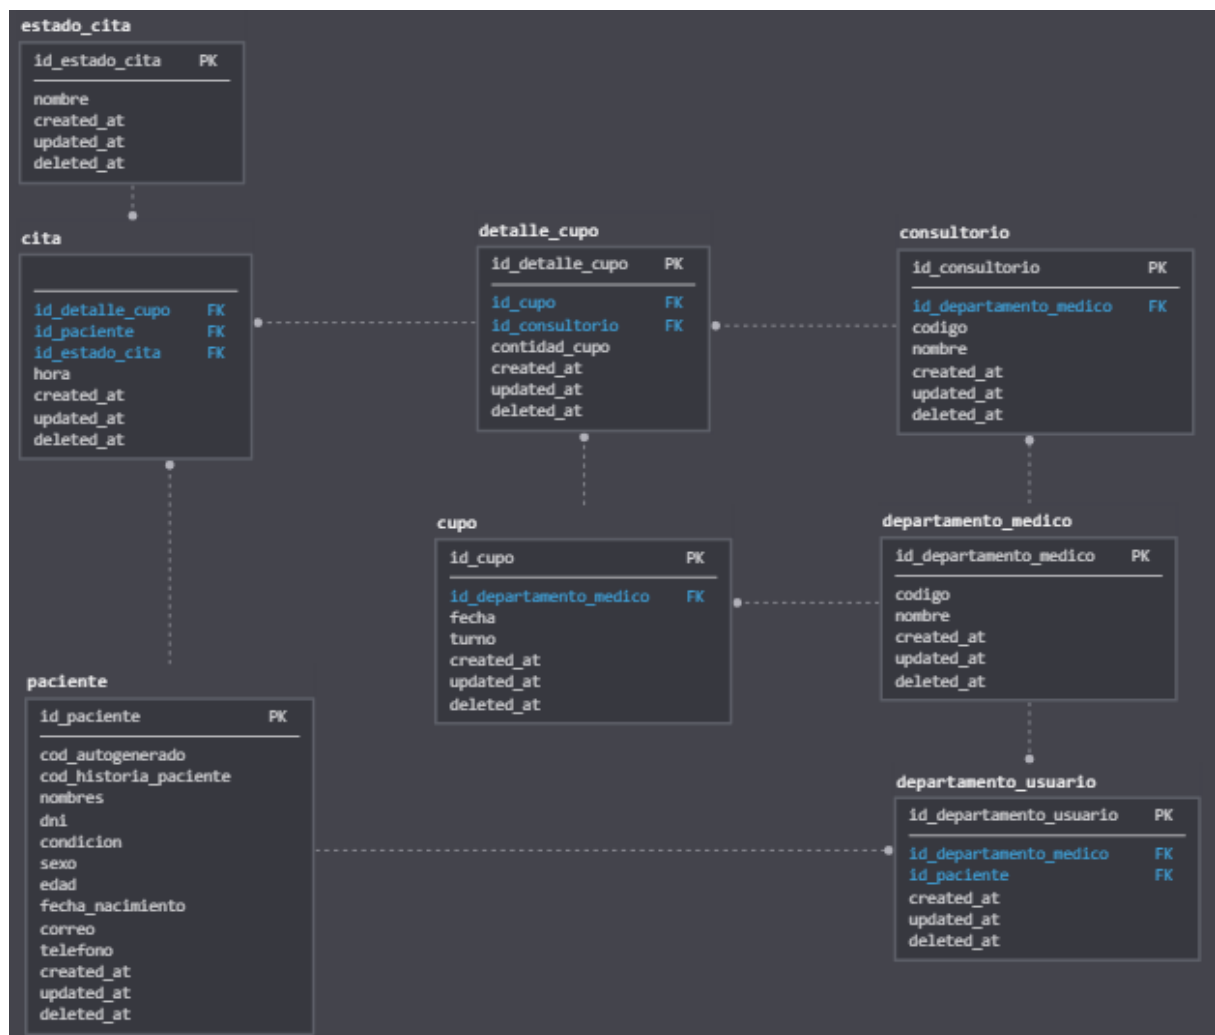 estado_cita
id_estado_cita PK
nombre
created_at
updated_at
deleted_at
cita
id_detalle_cupo FK
id_paciente FK
id_estado_cita FK
hora
created_at
updated_at
deleted_at
detalle_cupo
id_detalle_cupo PK
id_cupo FK
id_consultorio FK
contidad_cupo
created_at
updated_at
deleted_at
consultorio
id_consultorio PK
id_departamento_medico FK
codigo
nombre
created_at
updated_at
deleted_at
cupo
id_cupo PK
id_departamento_medico FK
fecha
turno
created_at
updated_at
deleted_at
departamento_medico
id_departamento_medico PK
codigo
nombre
created_at
updated_at
deleted_at
paciente
id_paciente PK
cod_autogenerado
cod_historia_paciente
nombres
dni
condicion
sexo
edad
fecha_nacimiento
correo
telefono
created_at
updated_at
deleted_at
departamento_usuario
id_departamento_usuario PK
id_departamento_medico FK
id_paciente FK
created_at
updated_at
deleted_at